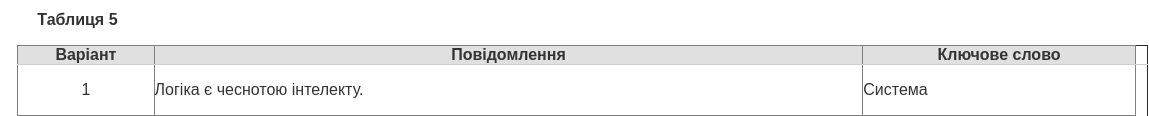 Таблиця 5
Варіант Повідомлення Ключове слово
1 Логіка є чеснотою інтелекту. Система